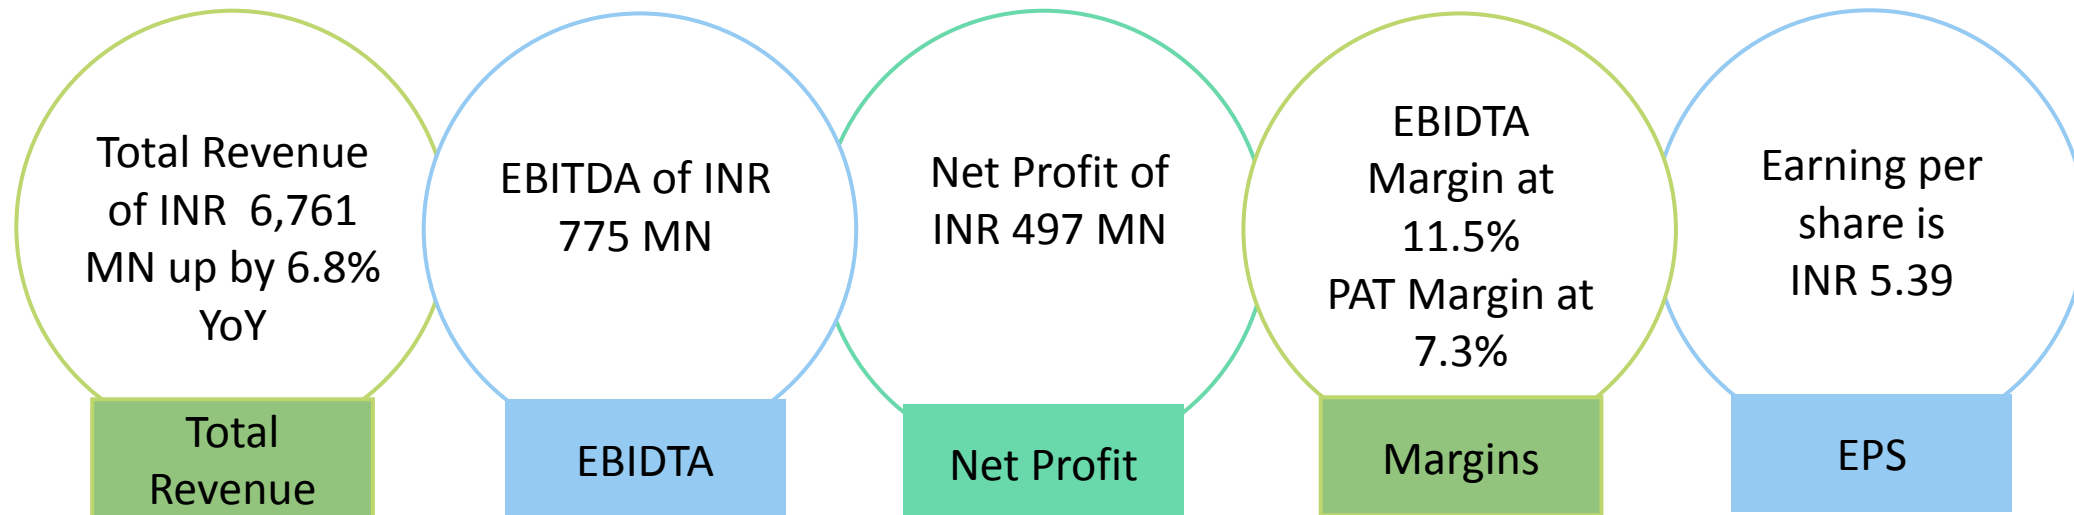 Total Revenue
of INR  6,761
MN up by 6.8%
YoY
Total
Revenue
EBITDA of INR
775 MN
EBIDTA
Net Profit of
INR 497 MN
Net Profit
EBIDTA
Margin at
11.5%
PAT Margin at
7.3%
Margins
Earning per
share is
INR 5.39
EPS